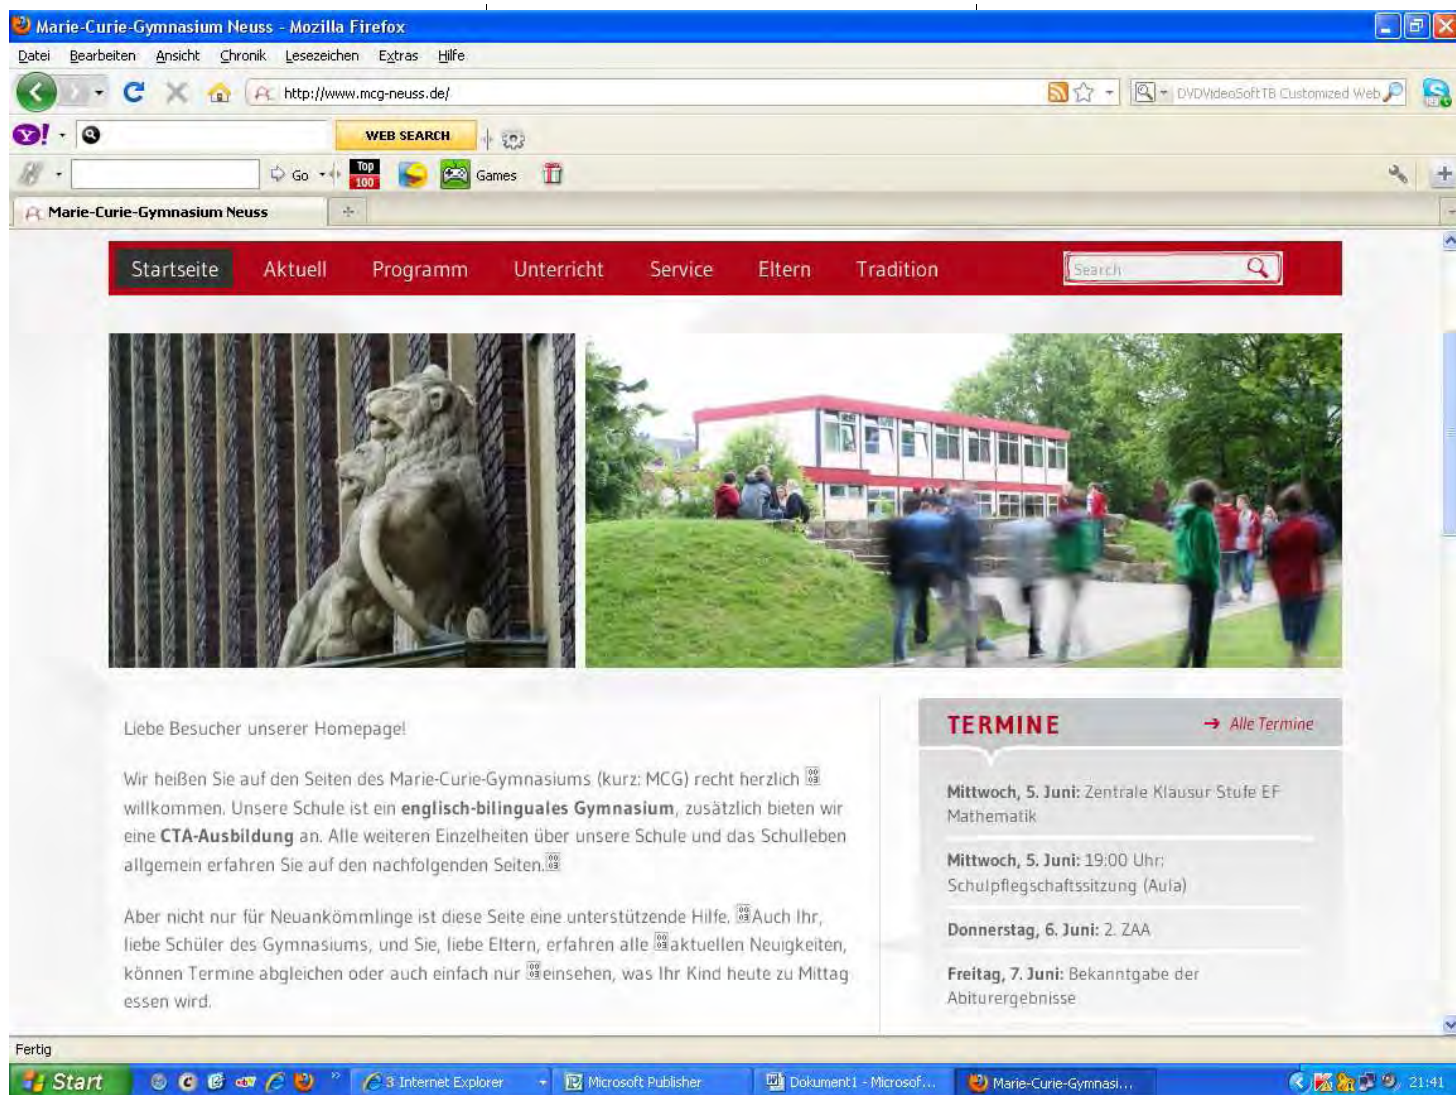 Marie-Curie-Gymnasium Neuss - Mozilla Firefox
Datei Bearbeiten Ansicht Chronik Lesezeichen Extras Hilfe
http://www.mcg-neuss.de/
DVDVideoSoftTB Customized Web
Y!
WEB SEARCH
Go
Top
100
Games
Marie-Curie-Gymnasium Neuss
Startseite Aktuell Programm Unterricht Service Eltern Tradition
Search
Liebe Besucher unserer Homepage!
Wir heißen Sie auf den Seiten des Marie-Curie-Gymnasiums (kurz: MCG) recht herzlich
willkommen. Unsere Schule ist ein englisch-bilinguales Gymnasium, zusätzlich bieten wir
eine CTA-Ausbildung an. Alle weiteren Einzelheiten über unsere Schule und das Schulleben
allgemein erfahren Sie auf den nachfolgenden Seiten.
Aber nicht nur für Neuankömmlinge ist diese Seite eine unterstützende Hilfe. Auch Ihr,
liebe Schüler des Gymnasiums, und Sie, liebe Eltern, erfahren alle aktuellen Neuigkeiten,
können Termine abgleichen oder auch einfach nur einsehen, was Ihr Kind heute zu Mittag
essen wird.
TERMINE
→ Alle Termine
Mittwoch, 5. Juni: Zentrale Klausur Stufe EF
Mathematik
Mittwoch, 5. Juni: 19:00 Uhr:
Schulpflegschaftssitzung (Aula)
Donnerstag, 6. Juni: 2. ZAA
Freitag, 7. Juni: Bekanntgabe der
Abiturergebnisse
Fertig
Start
3 Internet Explorer
Microsoft Publisher
Dokument1 - Microsof...
Marie-Curie-Gymnasi...
21:41